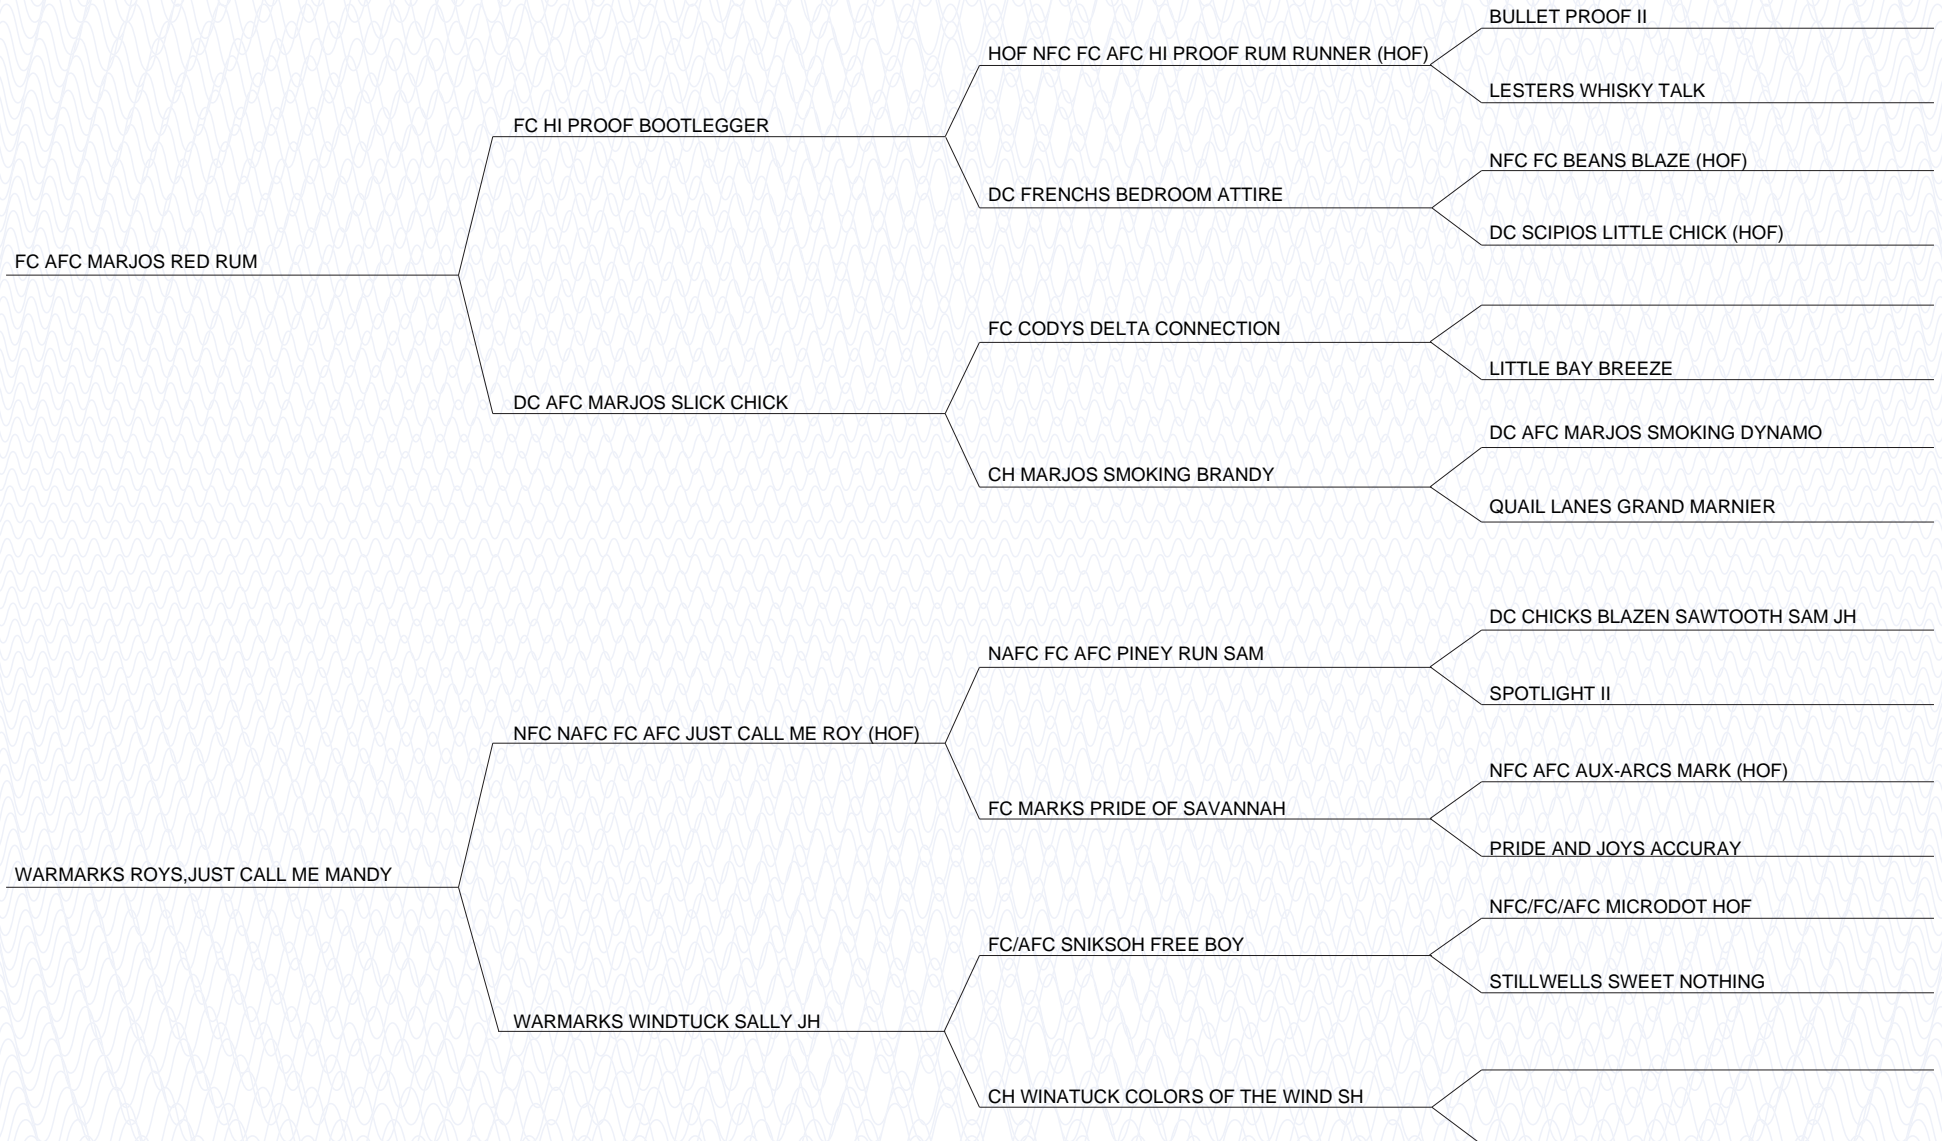 BULLET PROOF II
HOF NFC FC AFC HI PROOF RUM RUNNER (HOF)
LESTERS WHISKY TALK
FC HI PROOF BOOTLEGGER
NFC FC BEANS BLAZE (HOF)
DC FRENCHS BEDROOM ATTIRE
DC SCIPIOS LITTLE CHICK (HOF)
FC AFC MARJOS RED RUM
FC CODYS DELTA CONNECTION
LITTLE BAY BREEZE
DC AFC MARJOS SLICK CHICK
DC AFC MARJOS SMOKING DYNAMO
CH MARJOS SMOKING BRANDY
QUAIL LANES GRAND MARNIER
DC CHICKS BLAZEN SAWTOOTH SAM JH
NAFC FC AFC PINEY RUN SAM
SPOTLIGHT II
NFC NAFC FC AFC JUST CALL ME ROY (HOF)
NFC AFC AUX-ARCS MARK (HOF)
FC MARKS PRIDE OF SAVANNAH
PRIDE AND JOYS ACCURAY
WARMARKS ROYS,JUST CALL ME MANDY
NFC/FC/AFC MICRODOT HOF
FC/AFC SNIKSOH FREE BOY
STILLWELLS SWEET NOTHING
WARMARKS WINDTUCK SALLY JH
CH WINATUCK COLORS OF THE WIND SH